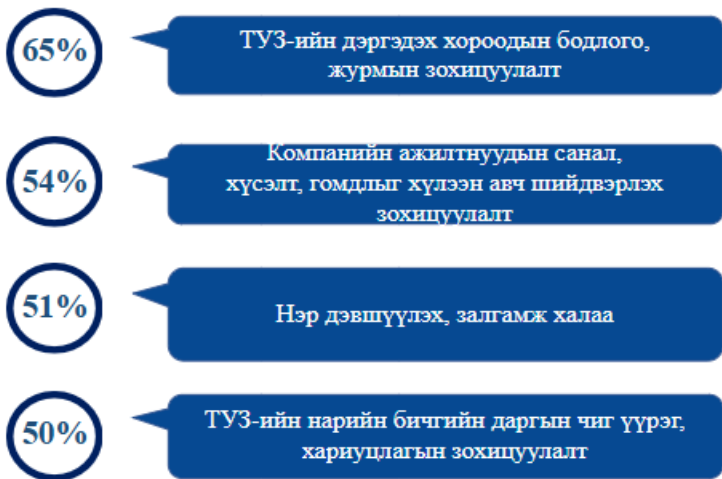 65%
ТУЗ-ийн дэргэдэх хороодын бодлого,
журмын зохицуулалт
54%
Компанийн ажилтнуудын санал,
хүсэлт, гомдлыг хүлээн авч шийдвэрлэх
зохицуулалт
51%
Нэр дэвшүүлэх, залгамж халаа
50%
ТУЗ-ийн нарийн бичгийн даргын чиг үүрэг,
хариуцлагын зохицуулалт